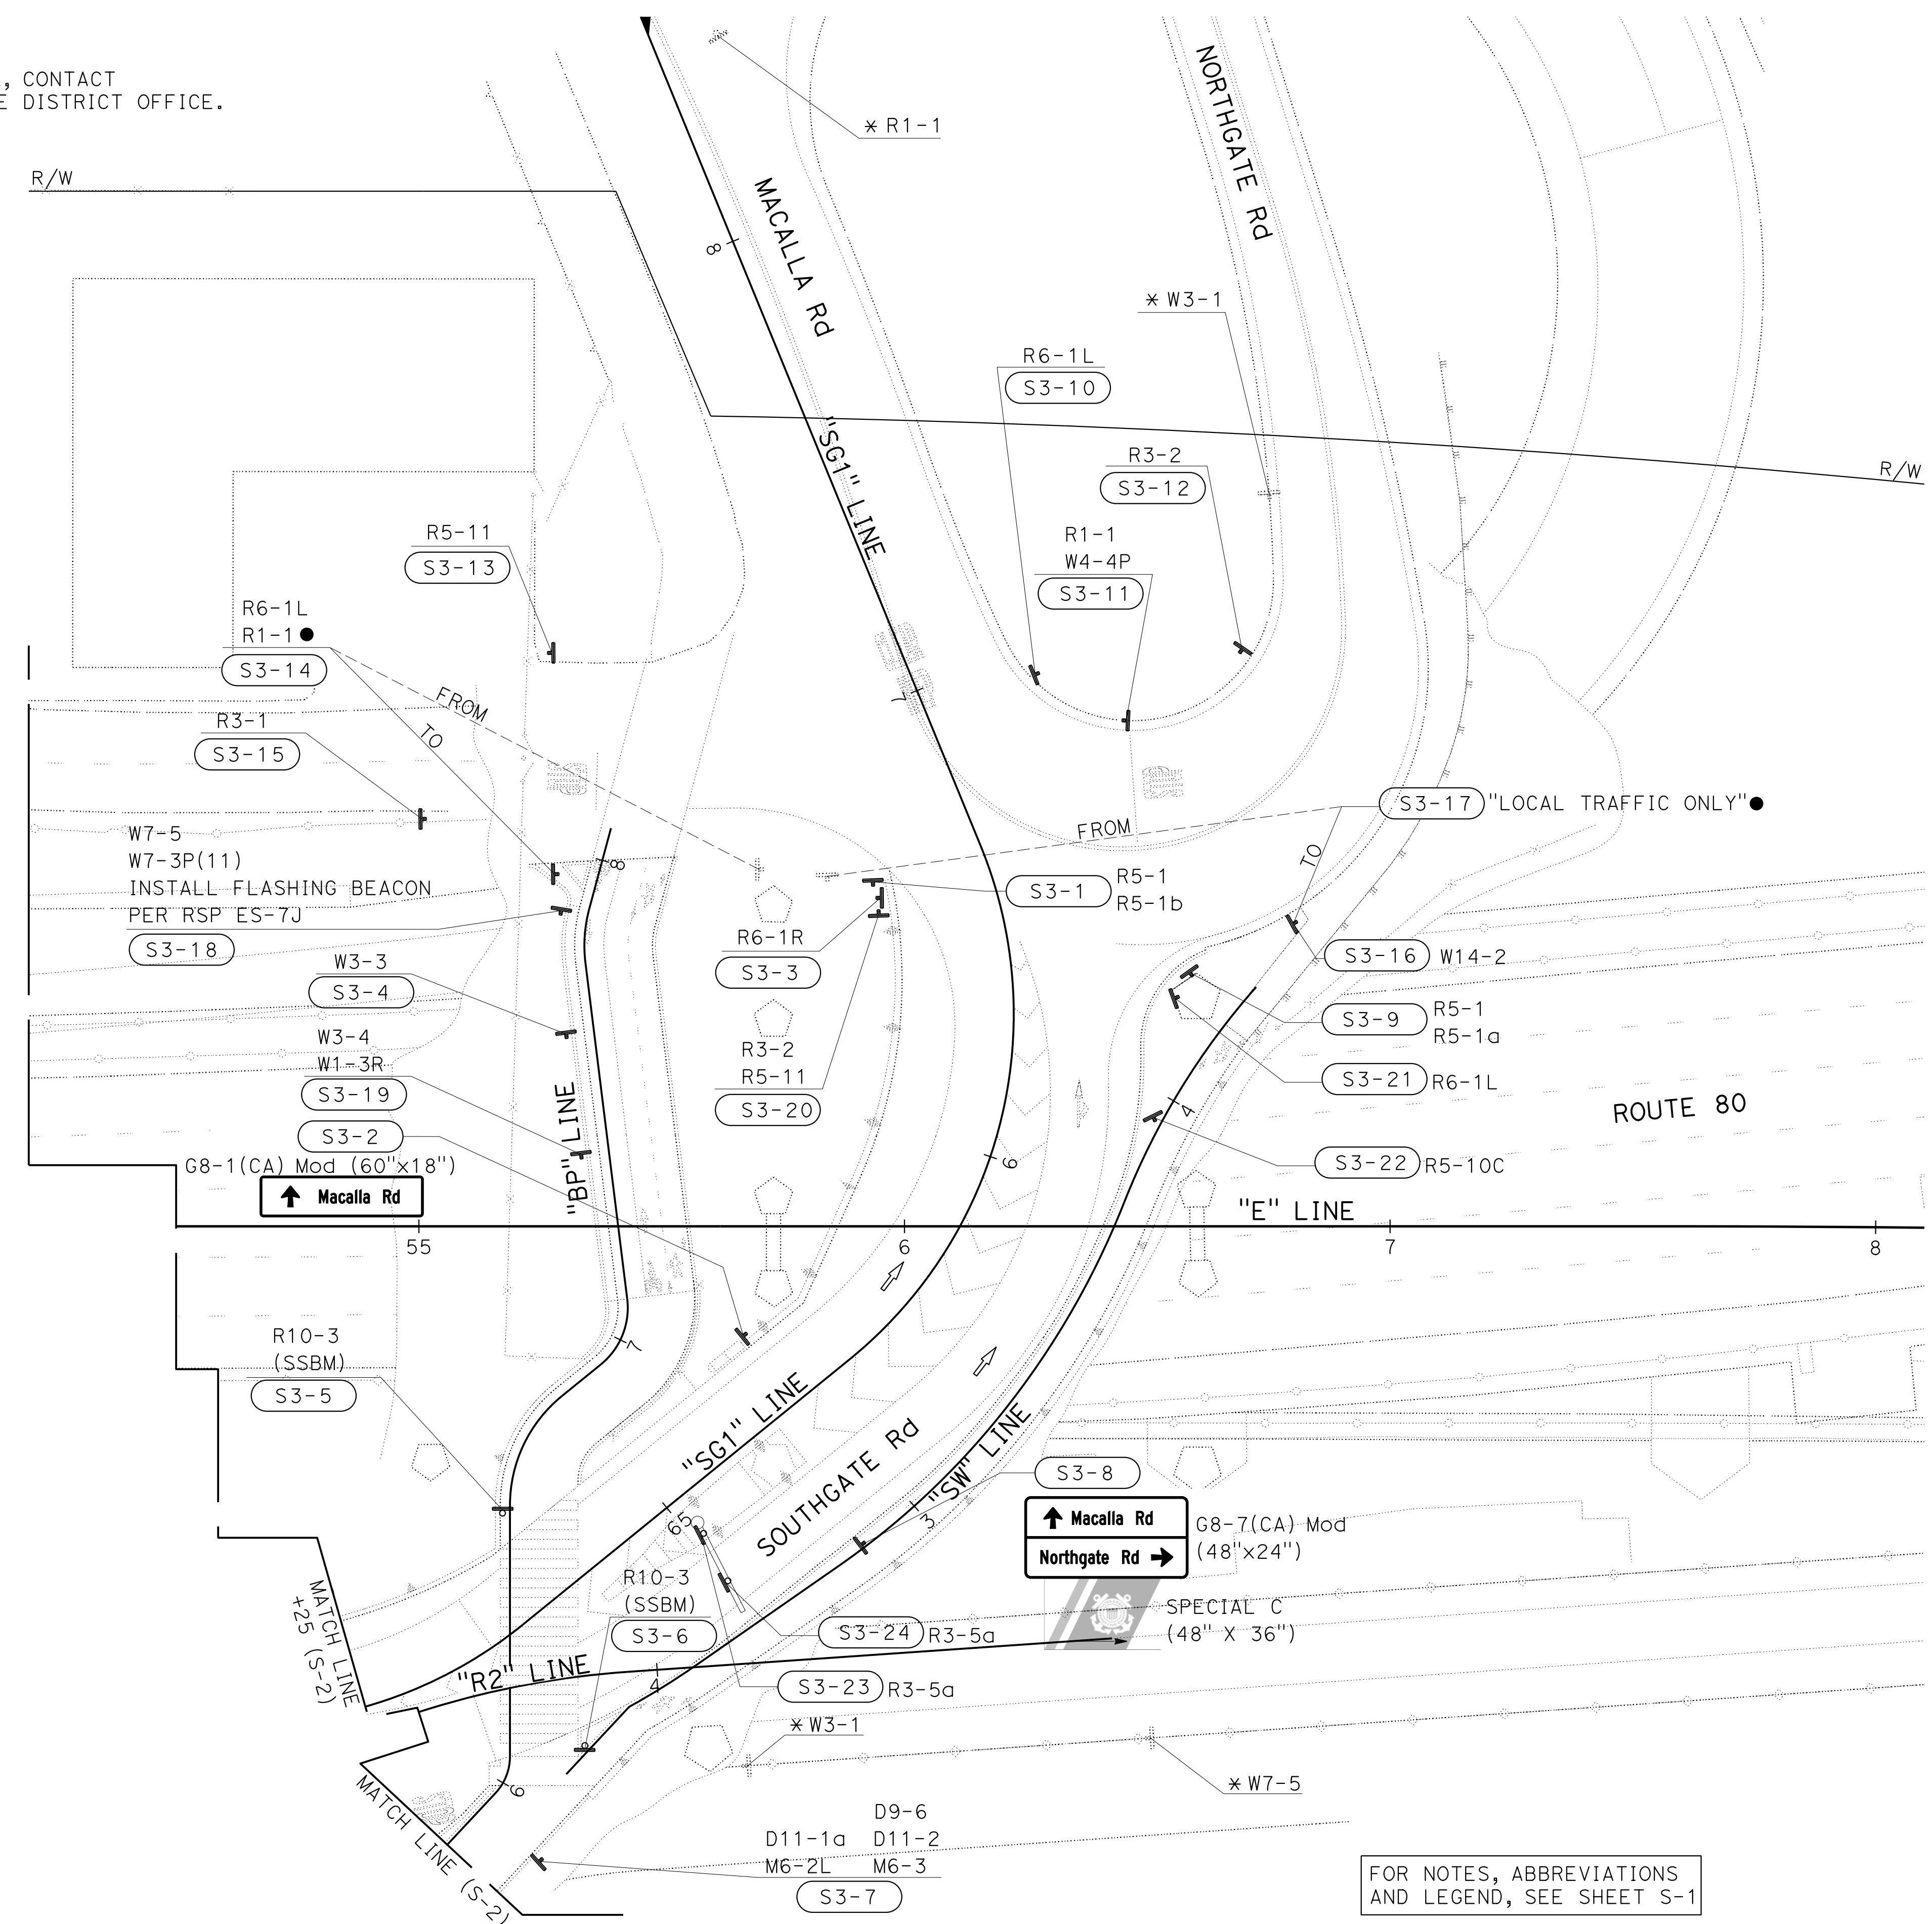 , CONTACT
E DISTRICT OFFICE.
R/W
* R1-1
NORTHGATE Rd
MACALLA Rd
8
* W3-1
R6-1L
S3-10
"SG1" LINE
R3-2
S3-12
R/W
R1-1
W4-4P
S3-11
R5-11
S3-13
R6-1L
R1-1●
S3-14
FROM
TO
7
R3-1
S3-15
S3-17 "LOCAL TRAFFIC ONLY"●
FROM
TO
W7-5
W7-3P(11)
INSTALL FLASHING BEACON
PER RSP ES-7J
S3-18
8
S3-1 R5-1
R5-1b
R6-1R
S3-3
S3-16 W14-2
W3-3
S3-4
S3-9 R5-1
R5-1a
W3-4
W1-3R
S3-19
R3-2
R5-11
S3-20
S3-21 R6-1L
4
ROUTE 80
S3-2
G8-1(CA) Mod (60"x18")
↑ Macalla Rd
"BP" LINE
6
S3-22 R5-10C
"E" LINE
55
6
7
8
R10-3
(SSBM)
S3-5
7
"SG1" LINE
SOUTHGATE Rd
"SW" LINE
S3-8
65
3
↑ Macalla Rd
Northgate Rd →
G8-7(CA) Mod
(48"x24")
MATCH LINE
+25 (S-2)
R10-3
(SSBM)
S3-6
S3-24 R3-5a
SPECIAL C
(48" X 36")
"R2" LINE
4
S3-23 R3-5a
* W3-1
* W7-5
6
MATCH LINE (S-2)
D9-6
D11-1a D11-2
M6-2L M6-3
S3-7
FOR NOTES, ABBREVIATIONS
AND LEGEND, SEE SHEET S-1